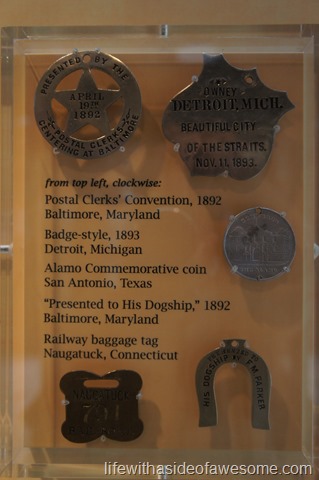 PRESENTED BY THE
APRIL
19TH
1892
POSTAL CLERKS
CENTERING AT BALTIMORE
TO
OWNEY
DETROIT, MICH.
BEAUTIFUL CITY
OF THE STRAITS.
NOV. 11, 1893.
from top left, clockwise:
Postal Clerks' Convention, 1892
Baltimore, Maryland
Badge-style, 1893
Detroit, Michigan
Alamo Commemorative coin
San Antonio, Texas
"Presented to His Dogship," 1892
Baltimore, Maryland
Railway baggage tag
Naugatuck, Connecticut
NAUGATUCK
HIS DOGSHIP
F.M. PARKER
lifewithasideofawesome.com